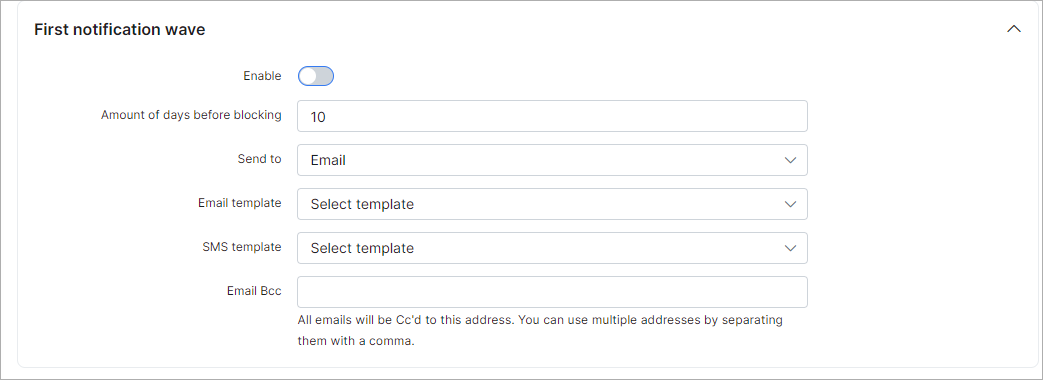 First notification wave
Enable
Amount of days before blocking
10
Send to
Email
Email template
Select template
SMS template
Select template
Email Bcc
All emails will be Cc'd to this address. You can use multiple addresses by separating
them with a comma.